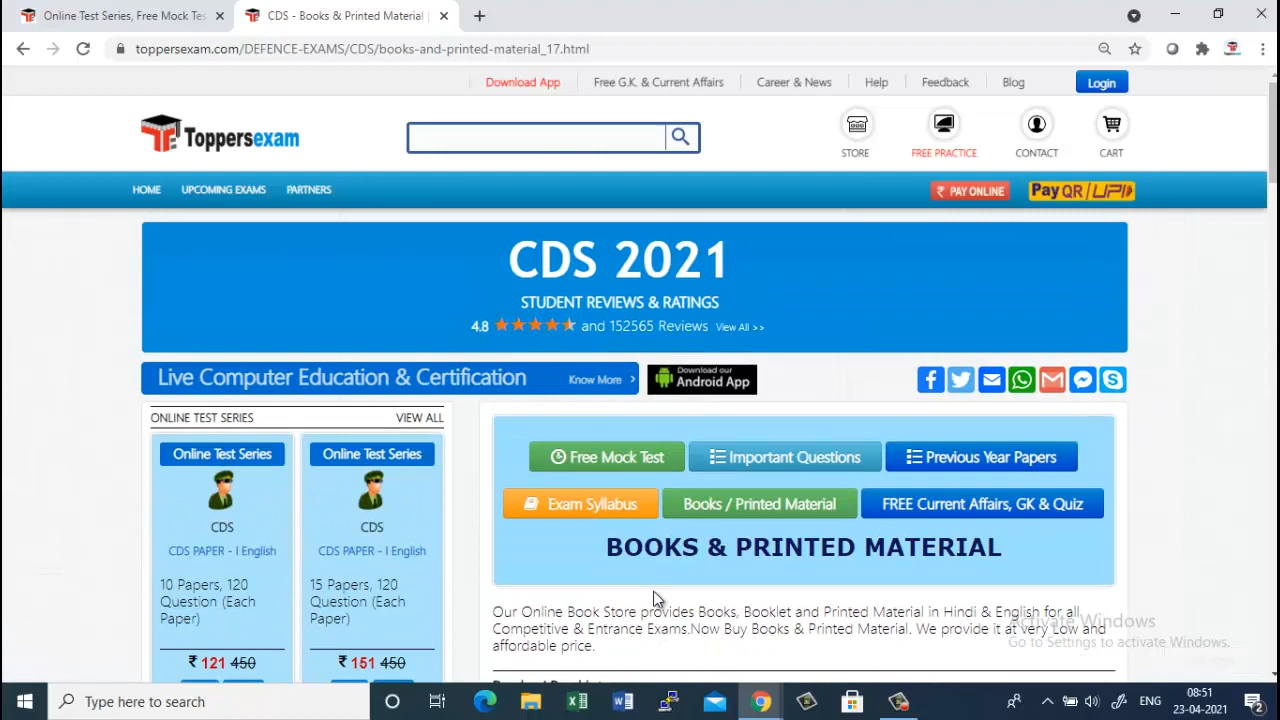 Online Test Series, Free Mock Tes
CDS - Books & Printed Material
toppersexam.com/DEFENCE-EXAMS/CDS/books-and-printed-material_17.html
Download App
Free G.K. & Current Affairs
Career & News
Help
Feedback
Blog
Login
Toppersexam
STORE
FREE PRACTICE
CONTACT
CART
HOME
UPCOMING EXAMS
PARTNERS
₹ PAY ONLINE
Pay QR / UPI
CDS 2021
STUDENT REVIEWS & RATINGS
4.8 and 152565 Reviews View All >>
Live Computer Education & Certification
Know More
Download our
Android App
ONLINE TEST SERIES
VIEW ALL
Online Test Series
CDS
CDS PAPER - I English
10 Papers, 120
Question (Each
Paper)
₹ 121 450
Online Test Series
CDS
CDS PAPER - I English
15 Papers, 120
Question (Each
Paper)
₹ 151 450
Free Mock Test
Important Questions
Previous Year Papers
Exam Syllabus
Books / Printed Material
FREE Current Affairs, GK & Quiz
BOOKS & PRINTED MATERIAL
Our Online Book Store provides Books, Booklet and Printed Material in Hindi & English for all
Competitive & Entrance Exams.Now Buy Books & Printed Material. We provide it at very Low and
affordable price.
Activate Windows
Go to Settings to activate Windows.
Type here to search
ENG
08:51
23-04-2021
2